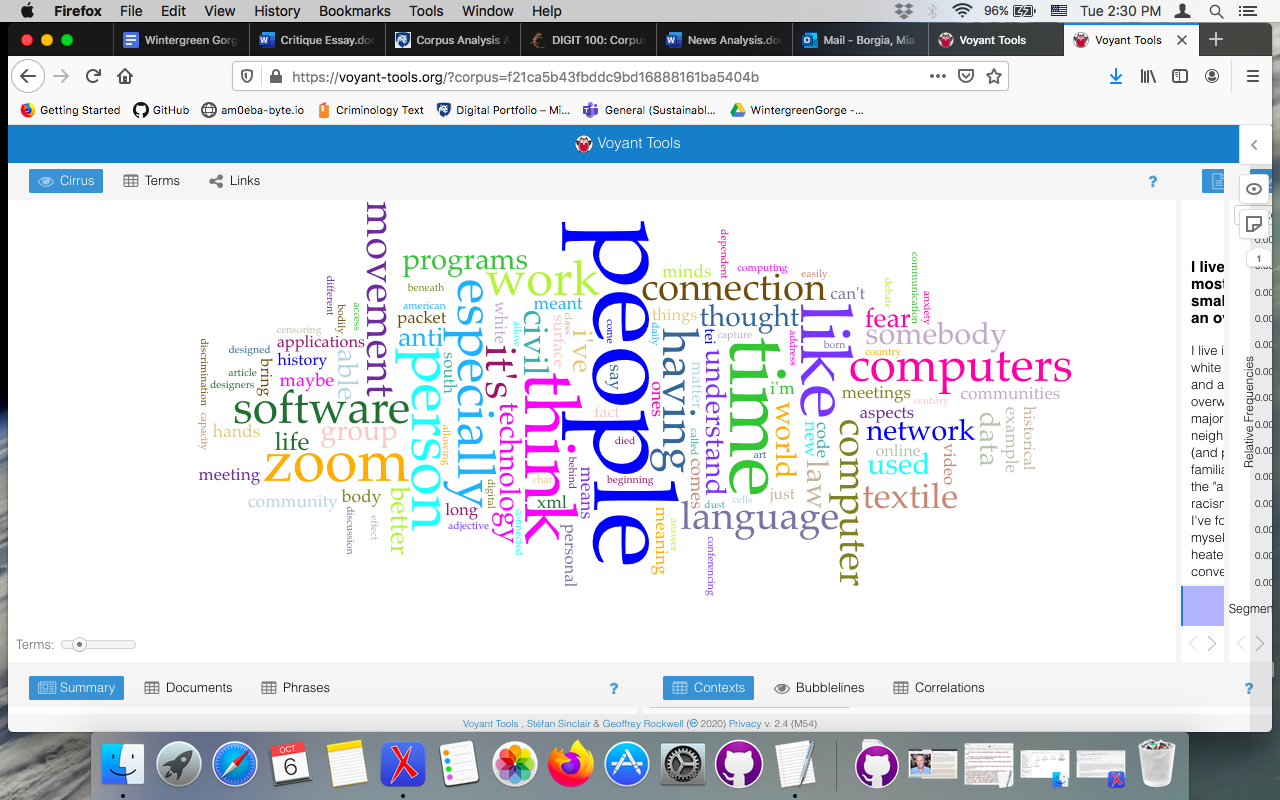 Firefox File Edit View History Bookmarks Tools Window Help 96% Tue 2:30 PM
Wintergreen Gorg Critique Essay.doc Corpus Analysis A DIGIT 100: Corpu News Analysis.do Mail - Borgia, Mia Voyant Tools Voyant Tools
https://voyant-tools.org/?corpus=f21ca5b43fbddc9bd16888161ba5404b
Getting Started GitHub am0eba-byte.io Criminology Text Digital Portfolio – Mi... General (Sustainabl... WintergreenGorge -...
Voyant Tools
Cirrus Terms Links ?
movement
people
programs
work
connection
minds
computing
easily
dependent
communication
beneath
different
bodily
access
american
packet
especially
meant
white
allow
class
things
thought
can't
debate
anxiety
fear
somebody
censoring
applications
anti
civil
surface
i've
come
daily
tei
capture
like
born
country
address
discrimination
designed
history
bring
able
south
it's
say
having
understand
time
computers
article
designers
maybe
person
think
ones
matter
i'm
meetings
century
communities
software
technology
fact
world
new
code
aspects
capacity
hands
life
group
allowing
died
called
art
computer
network
data
example
historical
meeting
zoom
digital
chat
behind
means
beginning
comes
cells
just
law
online
used
video
community
body
better
long
xml
dust
language
textile
discussion
effect
adjective
connected
personal
meaning
answer
conferencing
1
I live
most
smal
an ov
I live i
white
and a
overw
major
neigh
(and p
familia
the "a
racisn
I've fo
mysel
heate
conve
Relative Frequencies
Segmen
Terms:
Summary Documents Phrases ? Contexts Bubblelines Correlations ?
Voyant Tools , Stéfan Sinclair & Geoffrey Rockwell (2020) Privacy v. 2.4 (M54)
OCT
6